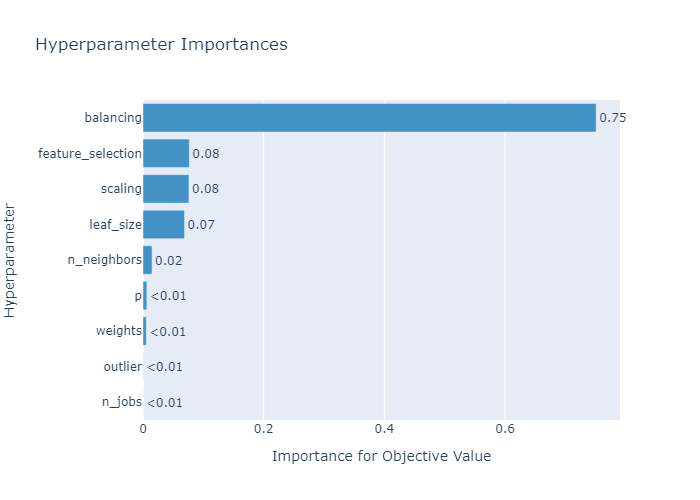 Hyperparameter Importances
Hyperparameter
balancing 0.75
feature_selection 0.08
scaling 0.08
leaf_size 0.07
n_neighbors 0.02
p <0.01
weights <0.01
outlier <0.01
n_jobs <0.01
0 0.2 0.4 0.6
Importance for Objective Value